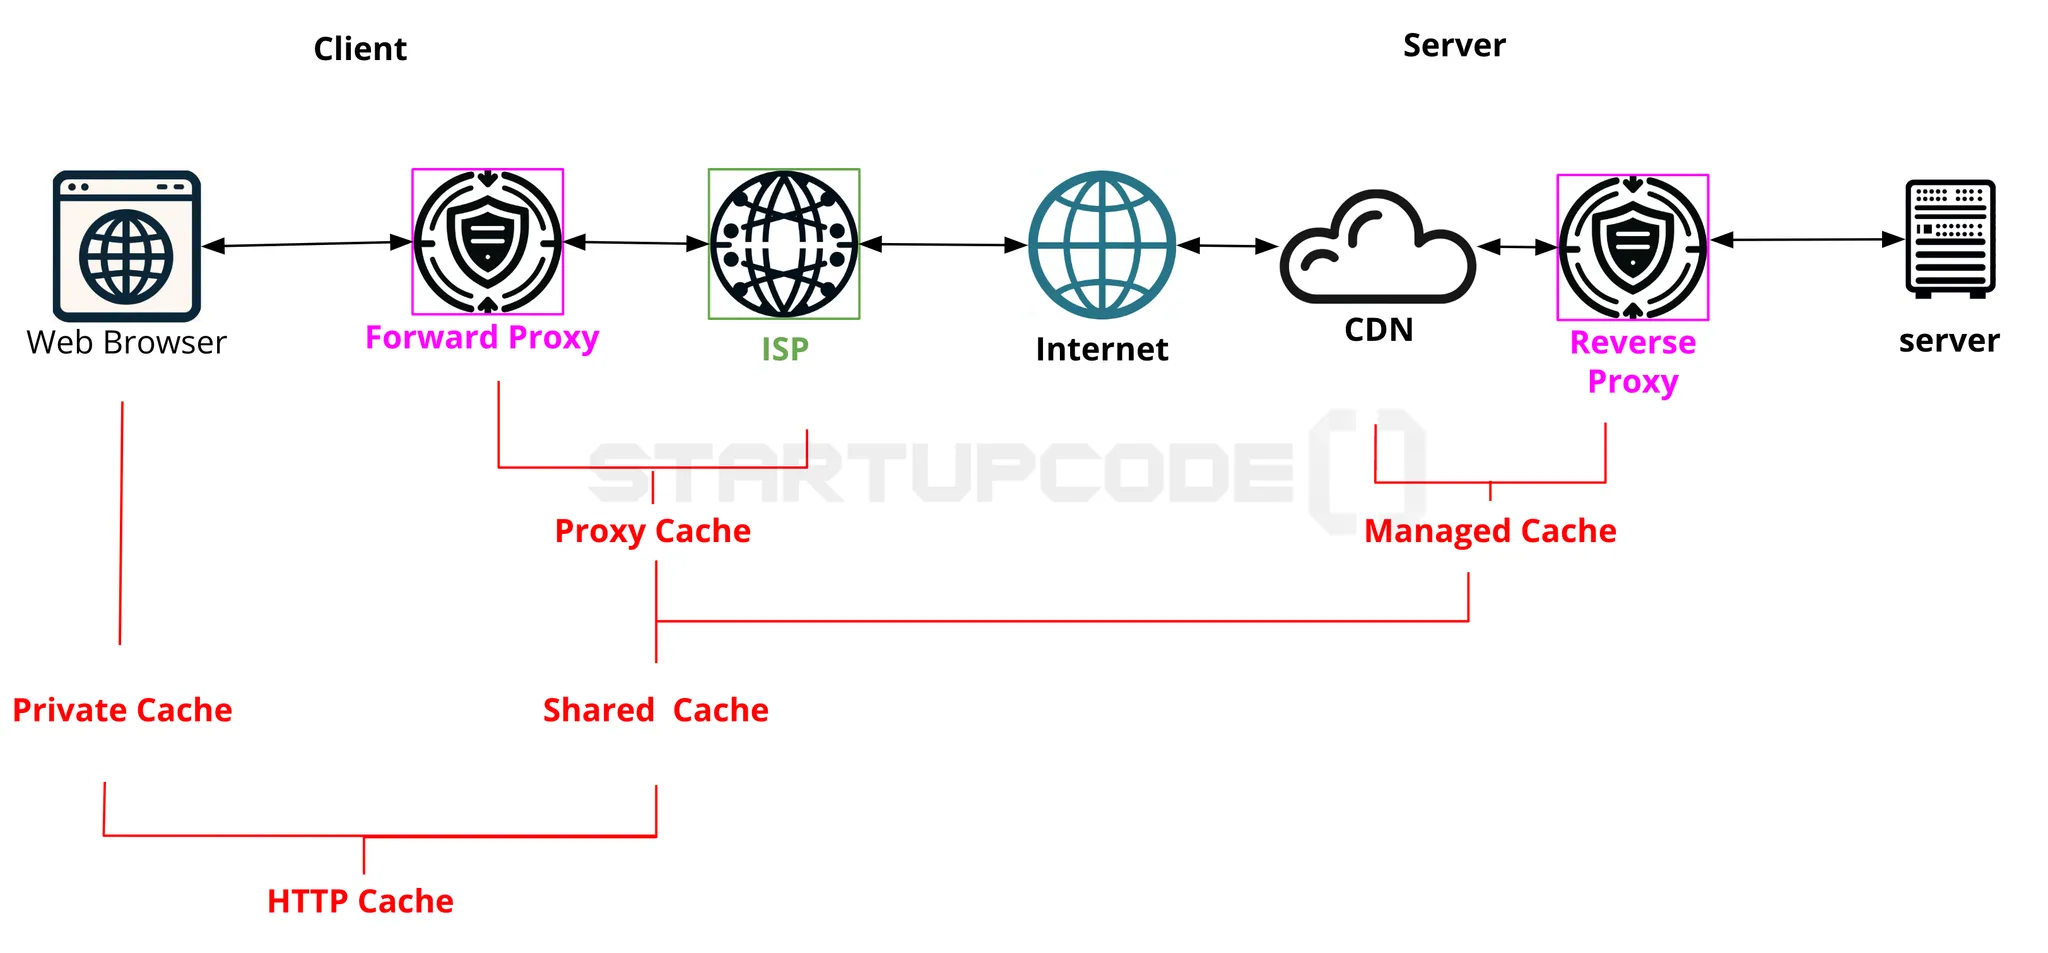 Client
Server
Web Browser
Forward Proxy
ISP
Internet
CDN
Reverse
Proxy
server
STARTUPCODE
Proxy Cache
Managed Cache
Private Cache
Shared Cache
HTTP Cache